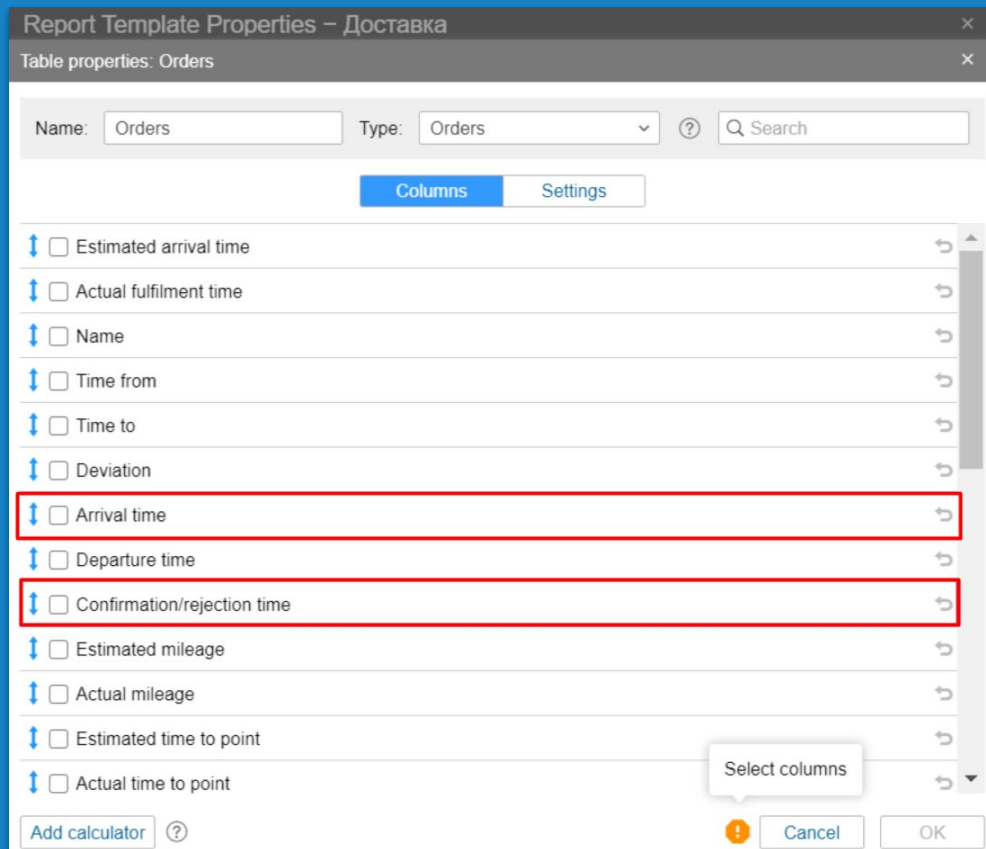 Report Template Properties – Доставка
Table properties: Orders
Name: Orders Type: Orders Search
Columns Settings
Estimated arrival time
Actual fulfilment time
Name
Time from
Time to
Deviation
Arrival time
Departure time
Confirmation/rejection time
Estimated mileage
Actual mileage
Estimated time to point
Select columns
Actual time to point
Add calculator Cancel OK